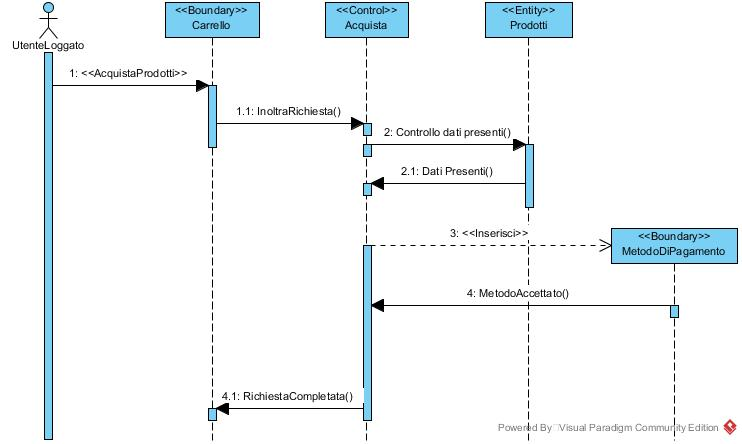 <<Boundary>>
Carrello
<<Control>>
Acquista
<<Entity>>
Prodotti
UtenteLoggato
1: <<AcquistaProdotti>>
1.1: InoltraRichiesta()
2: Controllo dati presenti()
2.1: Dati Presenti()
3: <<Inserisci>>
<<Boundary>>
MetodoDiPagamento
4: MetodoAccettato()
4.1: RichiestaCompletata()
Powered By Visual Paradigm Community Edition